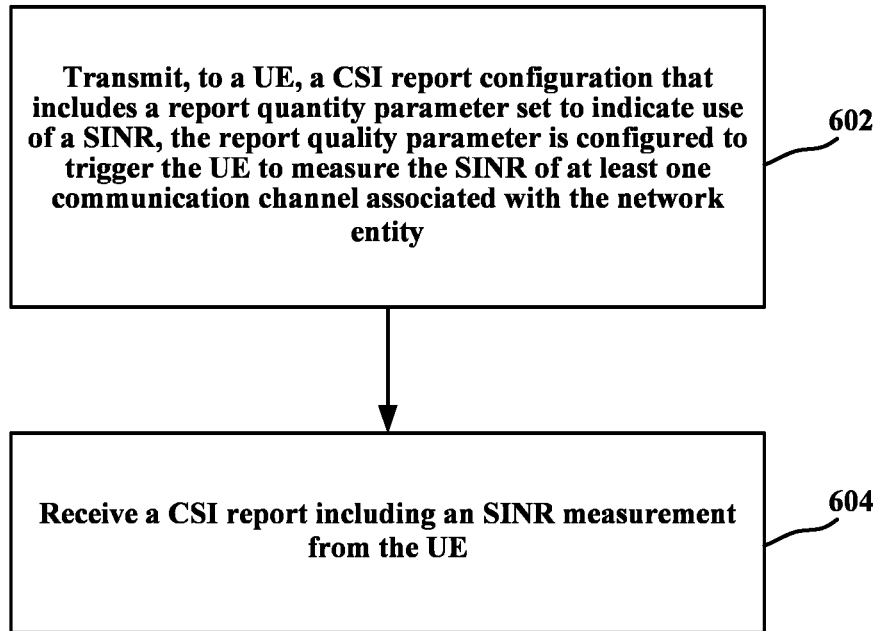 Transmit, to a UE, a CSI report configuration that
includes a report quantity parameter set to indicate use
of a SINR, the report quality parameter is configured to
trigger the UE to measure the SINR of at least one
communication channel associated with the network
entity
602
Receive a CSI report including an SINR measurement
from the UE
604